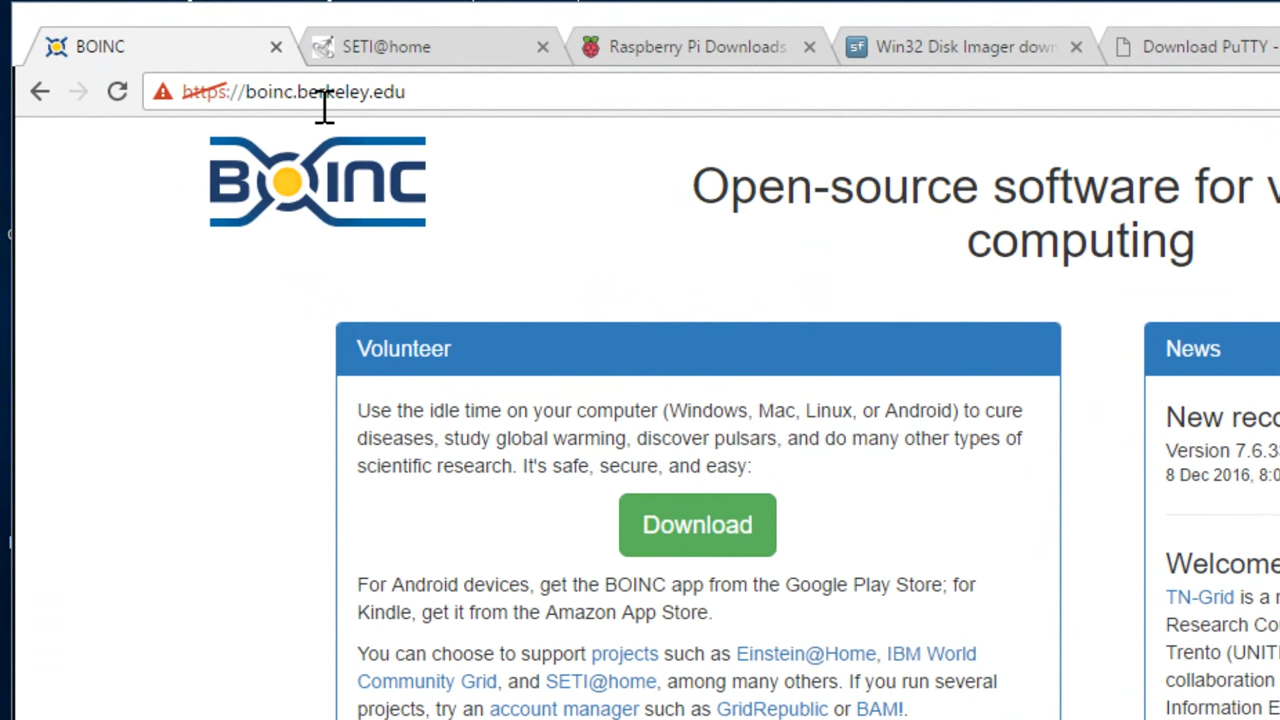 BOINC
SETI@home
Raspberry Pi Downloads
Win32 Disk Imager down
Download PuTTY -
https://boinc.berkeley.edu
BOINC
Open-source software for v
computing
Volunteer
Use the idle time on your computer (Windows, Mac, Linux, or Android) to cure
diseases, study global warming, discover pulsars, and do many other types of
scientific research. It's safe, secure, and easy:
Download
For Android devices, get the BOINC app from the Google Play Store; for
Kindle, get it from the Amazon App Store.
You can choose to support projects such as Einstein@Home, IBM World
Community Grid, and SETI@home, among many others. If you run several
projects, try an account manager such as GridRepublic or BAM!.
News
New reco
Version 7.6.3
8 Dec 2016, 8:0
Welcome
TN-Grid is a
Research Co
Trento (UNIT
collaboration
Information E